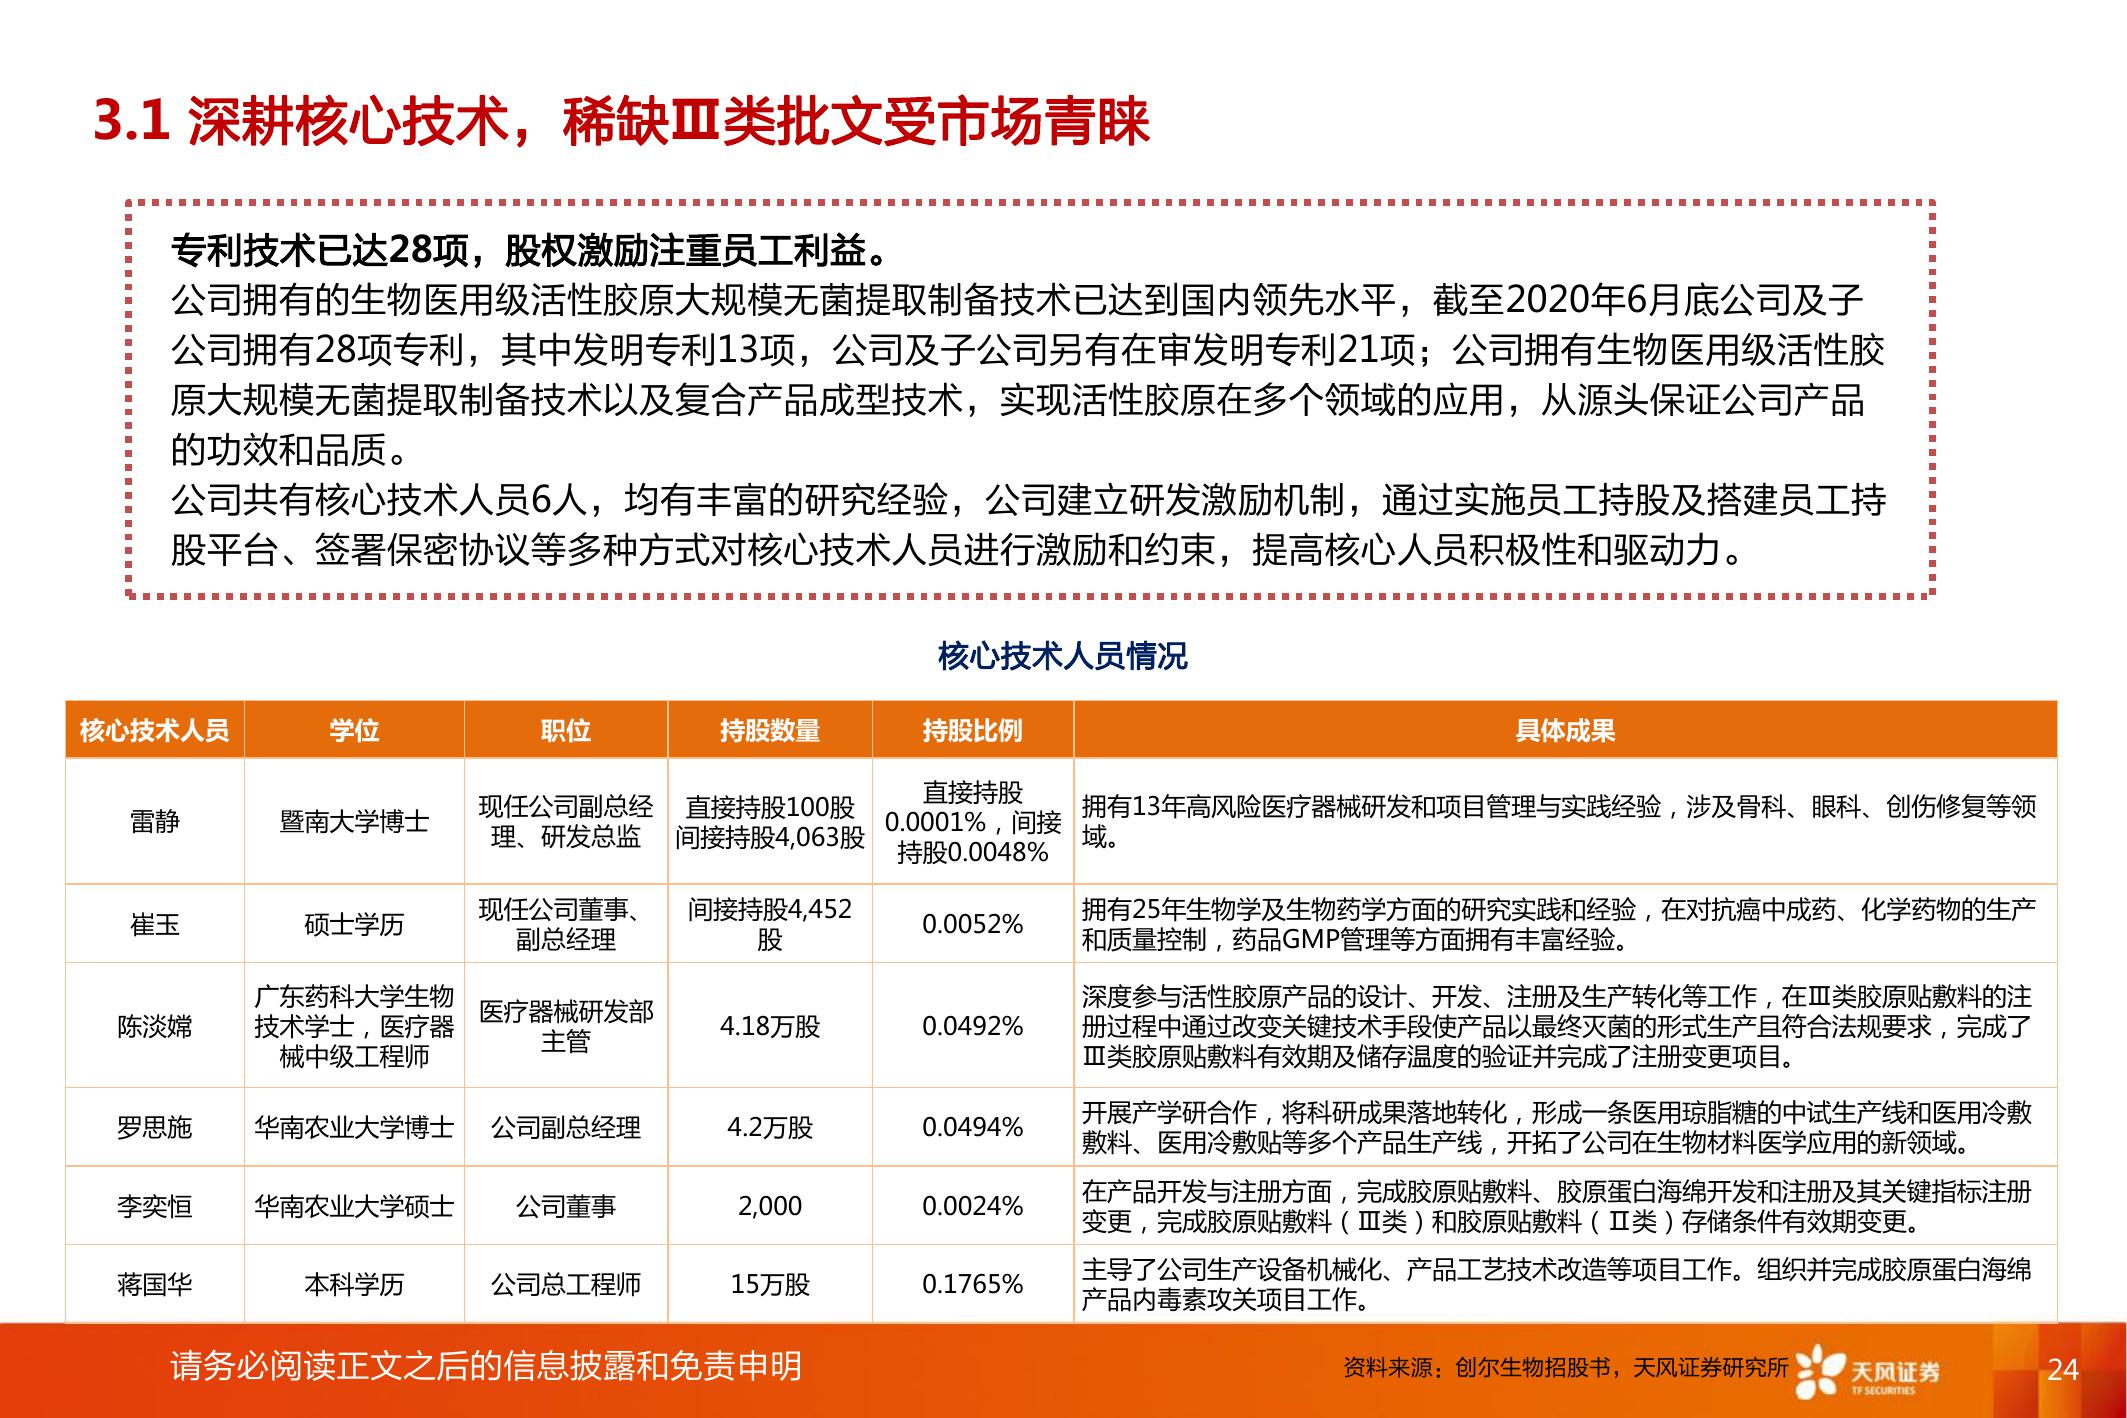 3.1 深耕核心技术，稀缺Ⅲ类批文受市场青睐
专利技术已达28项，股权激励注重员工利益。
公司拥有的生物医用级活性胶原大规模无菌提取制备技术已达到国内领先水平，截至2020年6月底公司及子
公司拥有28项专利，其中发明专利13项，公司及子公司另有在审发明专利21项；公司拥有生物医用级活性胶
原大规模无菌提取制备技术以及复合产品成型技术，实现活性胶原在多个领域的应用，从源头保证公司产品
的功效和品质。
公司共有核心技术人员6人，均有丰富的研究经验，公司建立研发激励机制，通过实施员工持股及搭建员工持
股平台、签署保密协议等多种方式对核心技术人员进行激励和约束，提高核心人员积极性和驱动力。
核心技术人员情况
核心技术人员 学位 职位 持股数量 持股比例 具体成果
雷静
暨南大学博士
现任公司副总经
理、研发总监
直接持股100股
间接持股4,063股
直接持股
0.0001%，间接
持股0.0048%
拥有13年高风险医疗器械研发和项目管理与实践经验，涉及骨科、眼科、创伤修复等领
域。
崔玉
硕士学历
现任公司董事、
副总经理
间接持股4,452
股
0.0052%
拥有25年生物学及生物药学方面的研究实践和经验，在对抗癌中成药、化学药物的生产
和质量控制，药品GMP管理等方面拥有丰富经验。
陈淡嫦
广东药科大学生物
技术学士，医疗器
械中级工程师
医疗器械研发部
主管
4.18万股
0.0492%
深度参与活性胶原产品的设计、开发、注册及生产转化等工作，在Ⅲ类胶原贴敷料的注
册过程中通过改变关键技术手段使产品以最终灭菌的形式生产且符合法规要求，完成了
Ⅲ类胶原贴敷料有效期及储存温度的验证并完成了注册变更项目。
罗思施
华南农业大学博士
公司副总经理
4.2万股
0.0494%
开展产学研合作，将科研成果落地转化，形成一条医用琼脂糖的中试生产线和医用冷敷
敷料、医用冷敷贴等多个产品生产线，开拓了公司在生物材料医学应用的新领域。
李奕恒
华南农业大学硕士
公司董事
2,000
0.0024%
在产品开发与注册方面，完成胶原贴敷料、胶原蛋白海绵开发和注册及其关键指标注册
变更，完成胶原贴敷料（Ⅲ类）和胶原贴敷料（Ⅱ类）存储条件有效期变更。
蒋国华
本科学历
公司总工程师
15万股
0.1765%
主导了公司生产设备机械化、产品工艺技术改造等项目工作。组织并完成胶原蛋白海绵
产品内毒素攻关项目工作。
请务必阅读正文之后的信息披露和免责申明
资料来源：创尔生物招股书，天风证券研究所
天风证券
TF SECURITIES
24